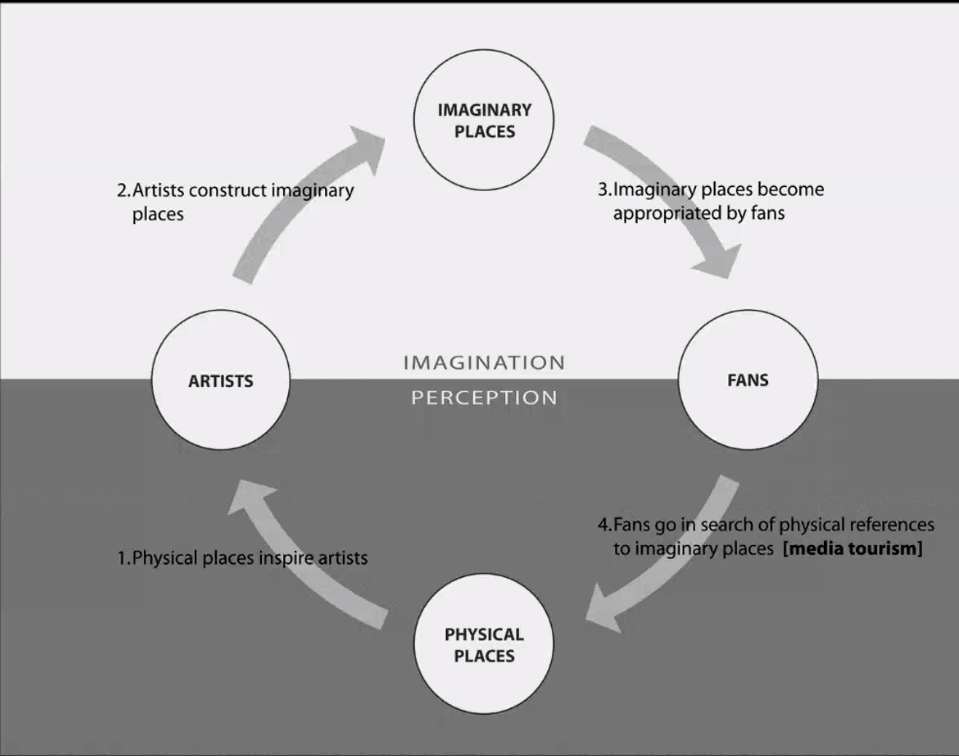 IMAGINARY
PLACES
2.Artists construct imaginary
places
3.Imaginary places become
appropriated by fans
ARTISTS
IMAGINATION
PERCEPTION
FANS
1.Physical places inspire artists
4.Fans go in search of physical references
to imaginary places [media tourism]
PHYSICAL
PLACES